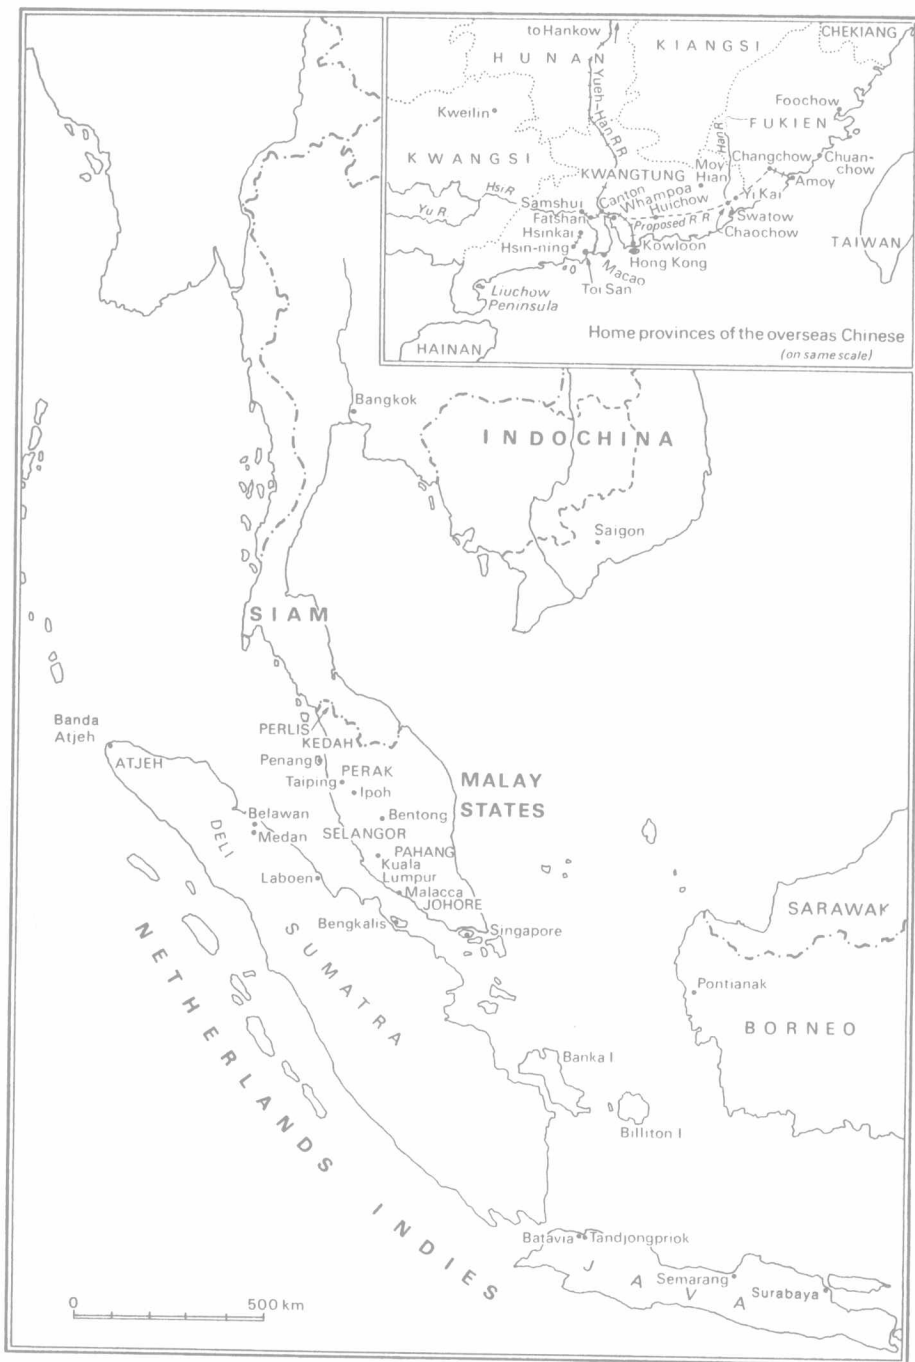 to Hankow
CHEKIANG
KIANGSI
HUNAN
Yueh-Han RR
Kweilin
Foochow
FUKIEN
Han R
KWANGSI
Moy
Hian
Changchow
Chuan-
chow
KWANGTUNG
Amoy
Hsi R
Canton
Whampoa
Yi Kai
Samshui
Huichow
Yu R
Fatshan
Proposed R R
Swatow
Hsinkai
Chaochow
TAIWAN
Hsin-ning
Kowloon
Hong Kong
Macao
Toi San
Liuchow
Peninsula
Home provinces of the overseas Chinese
(on same scale)
HAINAN
Bangkok
INDOCHINA
Saigon
SIAM
Banda
Atjeh
PERLIS
KEDAH
ATJEH
Penang
PERAK
Taiping
Ipoh
MALAY
STATES
Belawan
Bentong
Medan
SELANGOR
DELI
PAHANG
Kuala
Lumpur
Laboen
Malacca
JOHORE
Bengkalis
Singapore
SARAWAK
SUMATRA
Pontianak
BORNEO
NETHERLANDS INDIES
Banka I
Billiton I
Batavia
Tandjongpriok
JAVA
Semarang
Surabaya
0 500 km